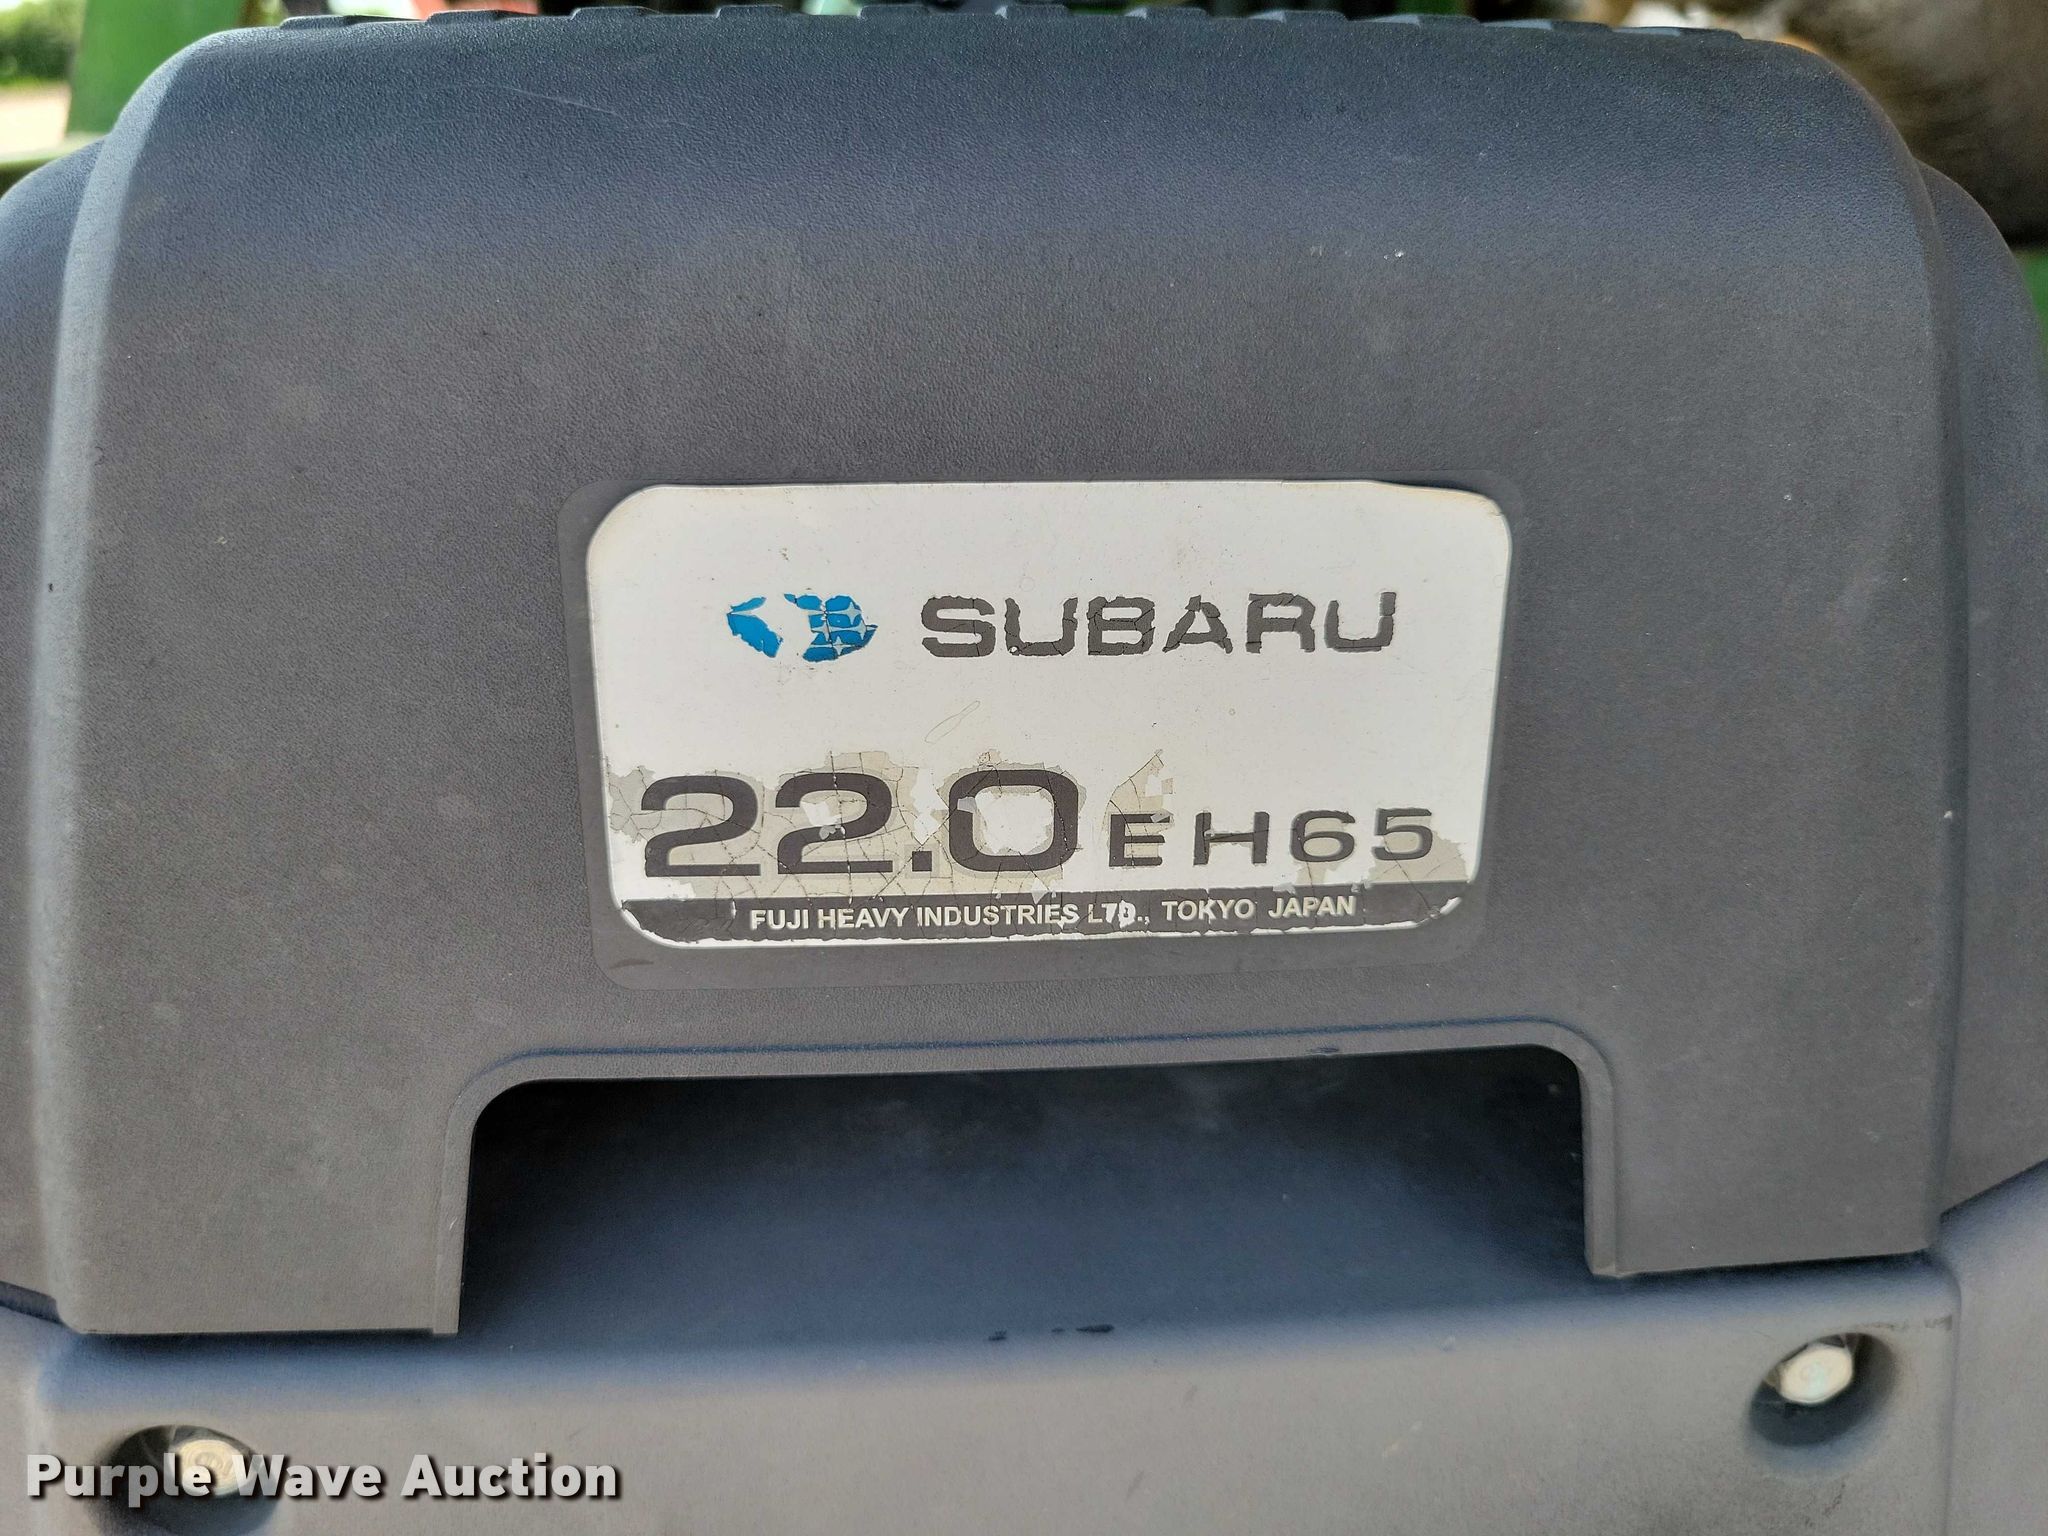 SUBARU
22.0 EH65
FUJI HEAVY INDUSTRIES LTD., TOKYO JAPAN
Purple Wave Auction